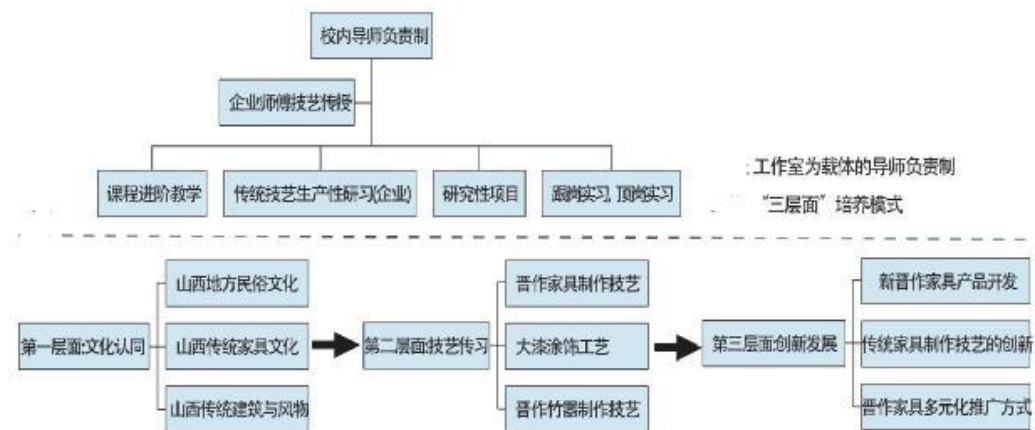 校内导师负责制
企业师傅技艺传授
课程进阶教学
传统技艺生产性研习(企业)
研究性项目
跟岗实习,顶岗实习
:工作室为载体的导师负责制
“三层面”培养模式
第一层面:文化认同
山西地方民俗文化
山西传统家具文化
山西传统建筑与风物
第二层面:技艺传习
晋作家具制作技艺
大漆涂饰工艺
晋作竹器制作技艺
第三层面:创新发展
新晋作家具产品开发
传统家具制作技艺的创新
晋作家具多元化推广方式